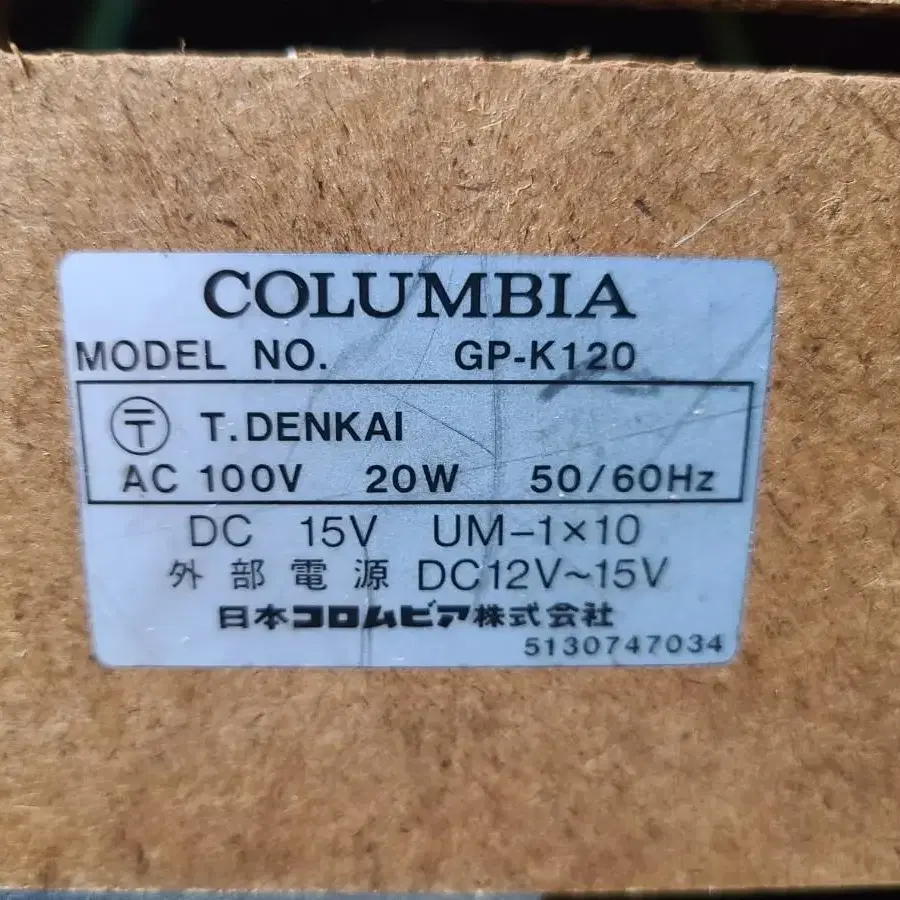 COLUMBIA
MODEL NO. GP-K120
〒 T.DENKAI
AC 100V 20W 50/60Hz
DC 15V UM-1×10
外部電源 DC12V~15V
日本コロムビア株式会社
5130747034